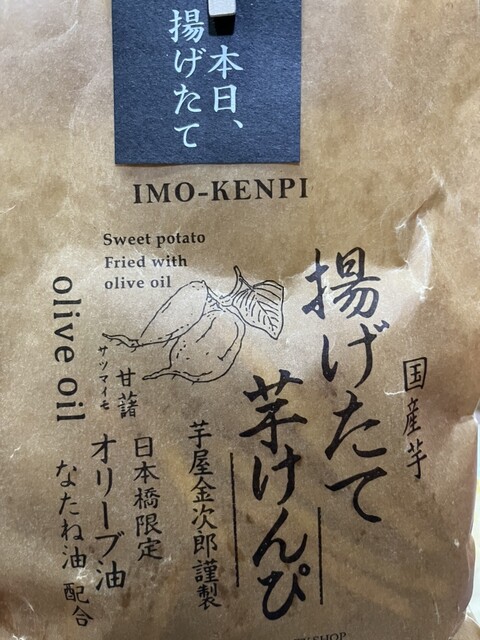 本日、
揚げたて
IMO-KENPI
Sweet potato
Fried with
olive oil
国産芋
揚げたて
芋けんぴ
芋屋金次郎謹製
甘藷
サツマイモ
日本橋限定
オリーブ油
なたね油 配合
olive oil
SHOP